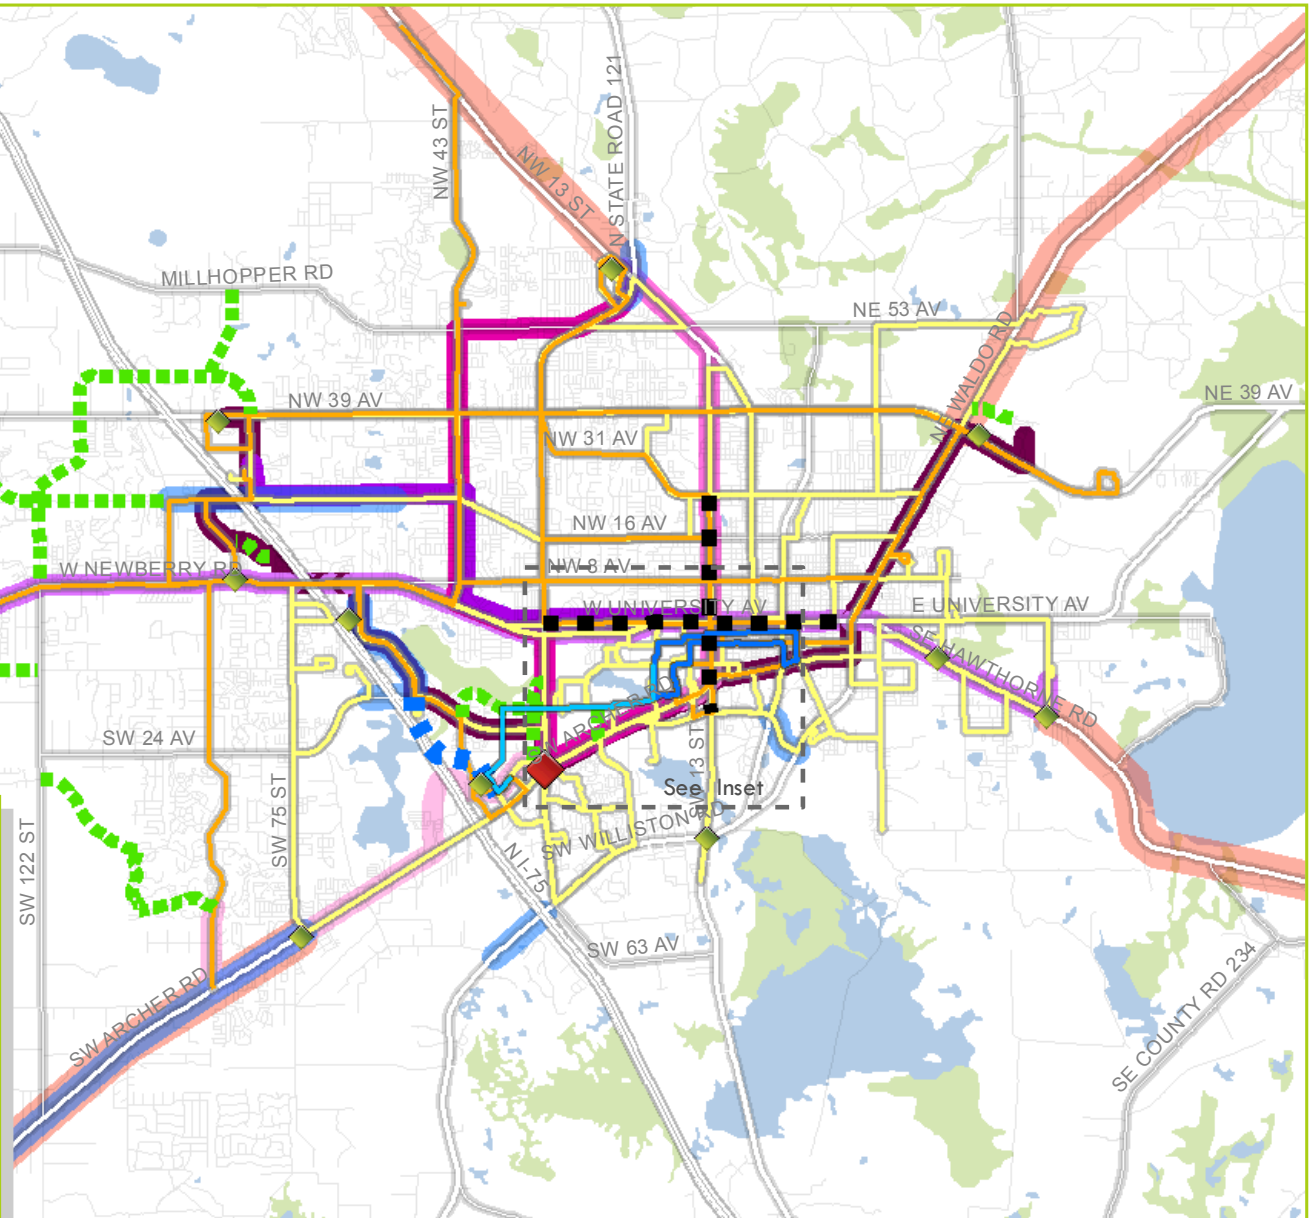 N STATE ROAD 121
NW 43 ST
NW 13 ST
MILLHOPPER RD
NE 53 AV
NE WALDO RD
NW 39 AV
NE 39 AV
NW 31 AV
NW 16 AV
NW 8 AV
W NEWBERRY RD
W UNIVERSITY AV
E UNIVERSITY AV
SE HAWTHORNE RD
SW ARCHER RD
SW 24 AV
SW 13 ST
See Inset
SW 75 ST
SW 122 ST
SW WILLISTON RD
N I-75
SW 63 AV
SW ARCHER RD
SE COUNTY RD 234